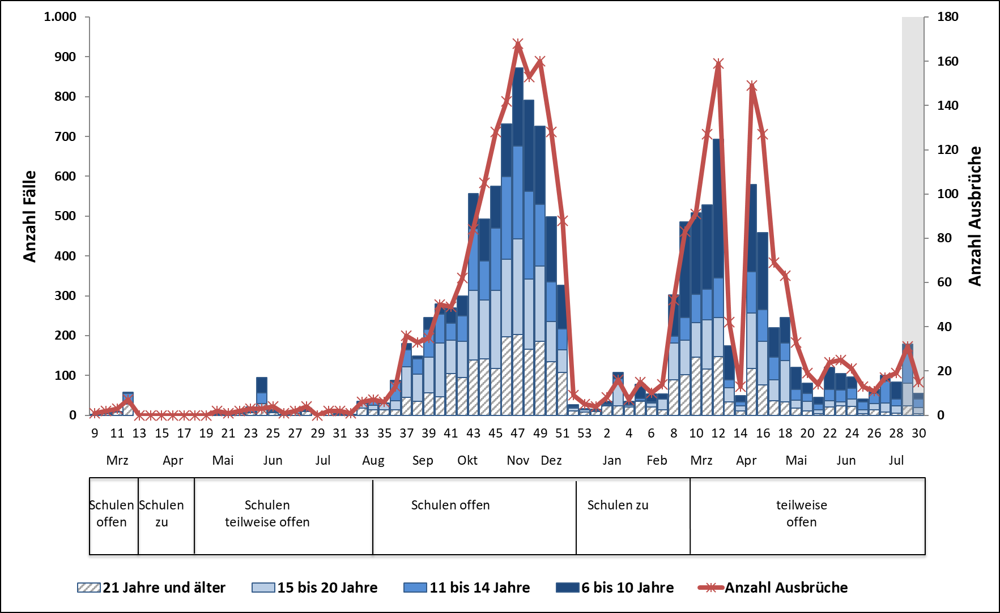 1.000
900
800
700
600
500
400
300
200
100
0
Anzahl Fälle
180
160
140
120
100
80
60
40
20
0
Anzahl Ausbrüche
9 11 13 15 17 19 21 23 25 27 29 31 33 35 37 39 41 43 45 47 49 51 53 2 4 6 8 10 12 14 16 18 20 22 24 26 28 30
Mrz Apr Mai Jun Jul Aug Sep Okt Nov Dez Jan Feb Mrz Apr Mai Jun Jul
Schulen
offen
Schulen
zu
Schulen
teilweise offen
Schulen offen
Schulen zu
teilweise
offen
21 Jahre und älter 15 bis 20 Jahre 11 bis 14 Jahre 6 bis 10 Jahre Anzahl Ausbrüche